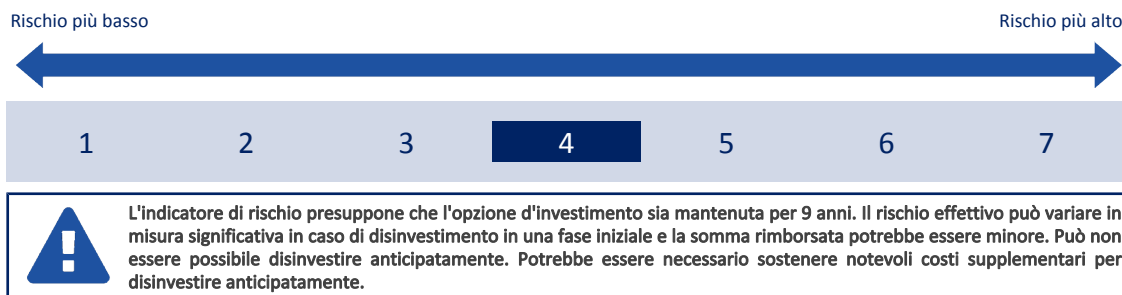 Rischio più basso Rischio più alto
1 2 3 4 5 6 7
L'indicatore di rischio presuppone che l'opzione d'investimento sia mantenuta per 9 anni. Il rischio effettivo può variare in
misura significativa in caso di disinvestimento in una fase iniziale e la somma rimborsata potrebbe essere minore. Può non
essere possibile disinvestire anticipatamente. Potrebbe essere necessario sostenere notevoli costi supplementari per
disinvestire anticipatamente.